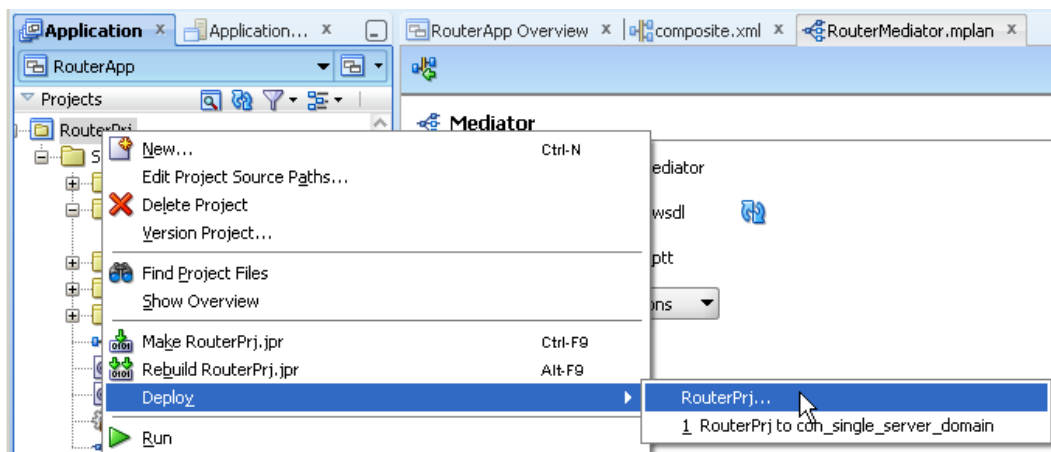 Application x Application... x RouterApp Overview x composite.xml x RouterMediator.mplan x
RouterApp
Projects
RouterPrj
Mediator
S
New... Ctrl-N
ediator
Edit Project Source Paths...
wsdl
Delete Project
Version Project...
ptt
Find Project Files
Show Overview
ons
Make RouterPrj.jpr Ctrl-F9
Rebuild RouterPrj.jpr Alt-F9
Deploy RouterPrj...
1 RouterPrj to con_single_server_domain
Run